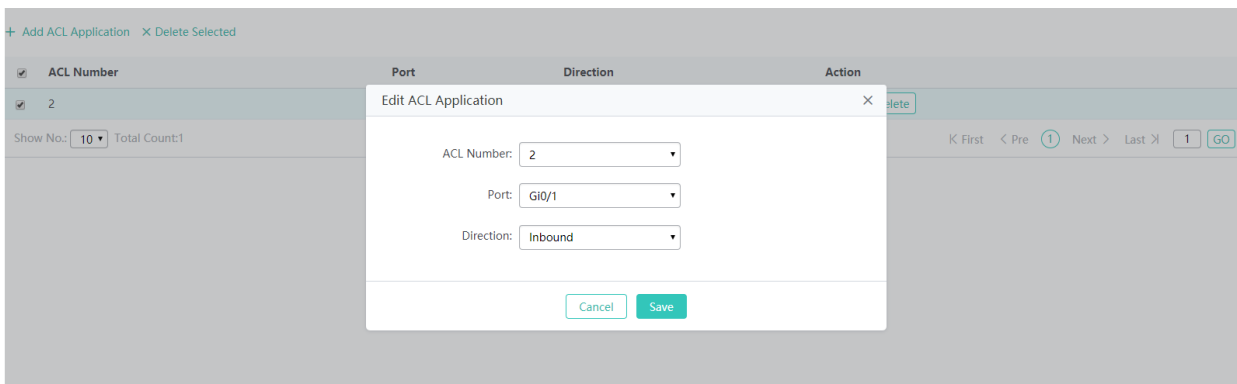 + Add ACL Application × Delete Selected
ACL Number Port Direction Action
2
Edit ACL Application ×
elete
Show No.: 10 Total Count:1
K First < Pre 1 Next > Last >| 1 GO
ACL Number: 2
Port: Gi0/1
Direction: Inbound
Cancel Save